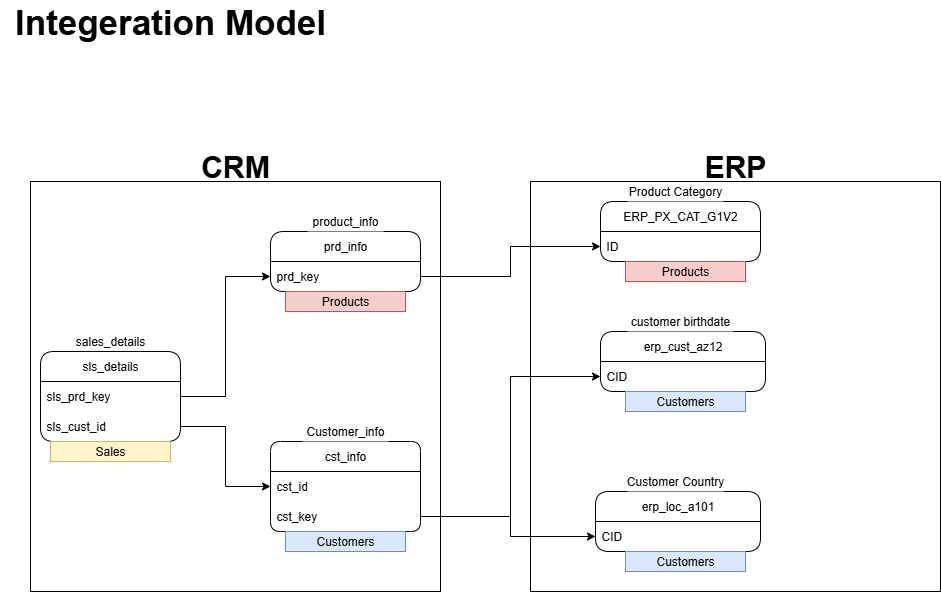 Integeration Model
CRM
product_info
prd_info
prd_key
Products
sales_details
sls_details
sls_prd_key
sls_cust_id
Sales
Customer_info
cst_info
cst_id
cst_key
Customers
ERP
Product Category
ERP_PX_CAT_G1V2
ID
Products
customer birthdate
erp_cust_az12
CID
Customers
Customer Country
erp_loc_a101
CID
Customers